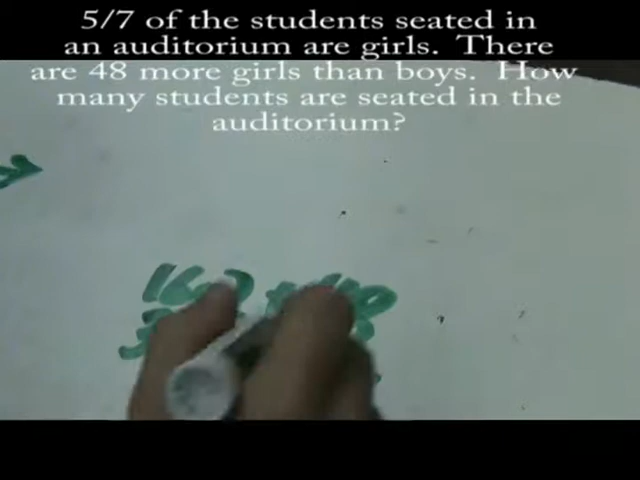 5/7 of the students seated in
an auditorium are girls. There
are 48 more girls than boys. How
many students are seated in the
auditorium?